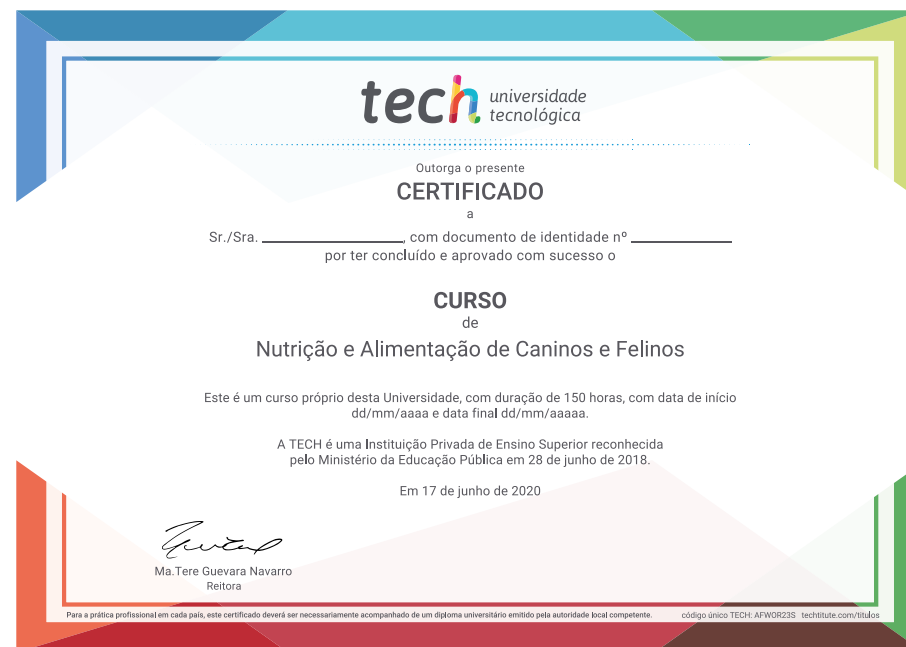 tech universidade
tecnológica
Outorga o presente
CERTIFICADO
a
Sr./Sra. ____________, com documento de identidade nº ____________
por ter concluído e aprovado com sucesso o
CURSO
de
Nutrição e Alimentação de Caninos e Felinos
Este é um curso próprio desta Universidade, com duração de 150 horas, com data de início
dd/mm/aaaa e data final dd/mm/aaaaa.
A TECH é uma Instituição Privada de Ensino Superior reconhecida
pelo Ministério da Educação Pública em 28 de junho de 2018.
Em 17 de junho de 2020
Ma.Tere Guevara Navarro
Reitora
Para a prática profissional em cada país, este certificado deverá ser necessariamente acompanhado de um diploma universitário emitido pela autoridade local competente. código único TECH: AFWOR23S techtitute.com/titulos